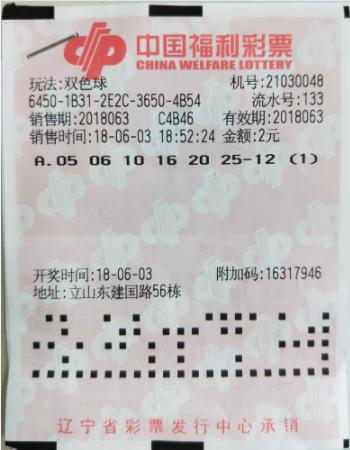 中国福利彩票
CHINA WELFARE LOTTERY
玩法:双色球 机号:21030048
6450-1B31-2E2C-3650-4B54 流水号:133
销售期:2018063 C4B46 有效期:2018063
销售时间:18-06-03 18:52:24 金额:2元
A.05 06 10 16 20 25-12 (1)
开奖时间:18-06-03 附加码:16317946
地址:立山东建国路56栋
辽宁省彩票发行中心承销